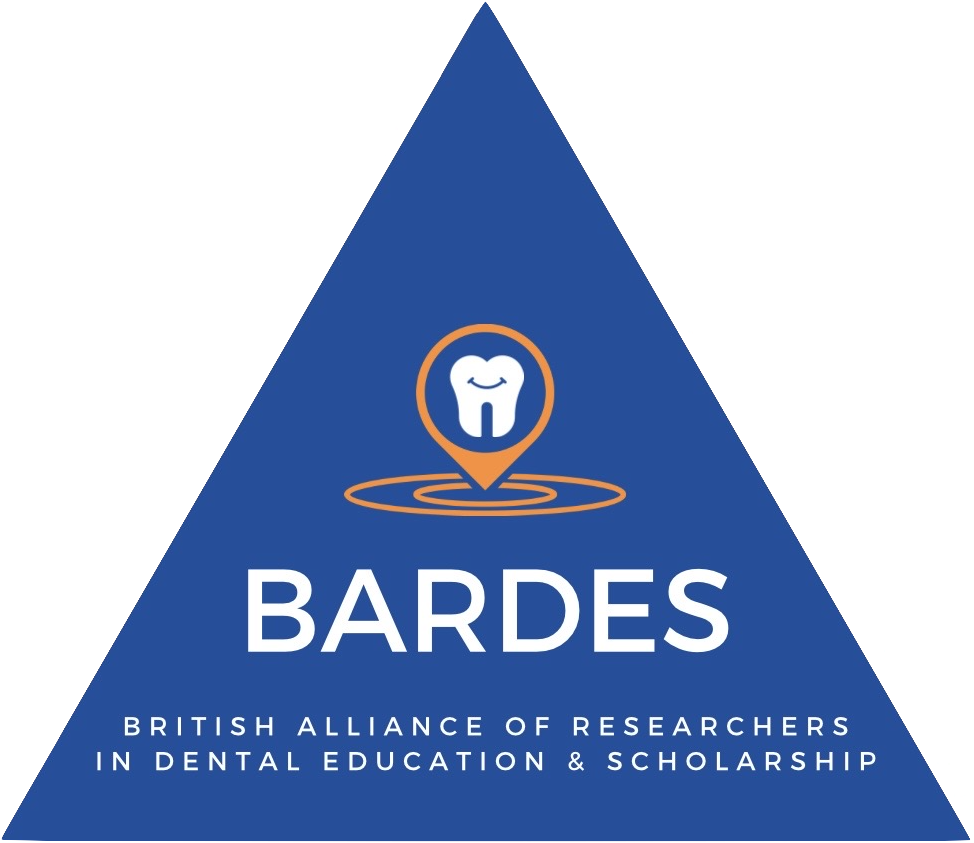 BARDES
BRITISH ALLIANCE OF RESEARCHERS
IN DENTAL EDUCATION & SCHOLARSHIP